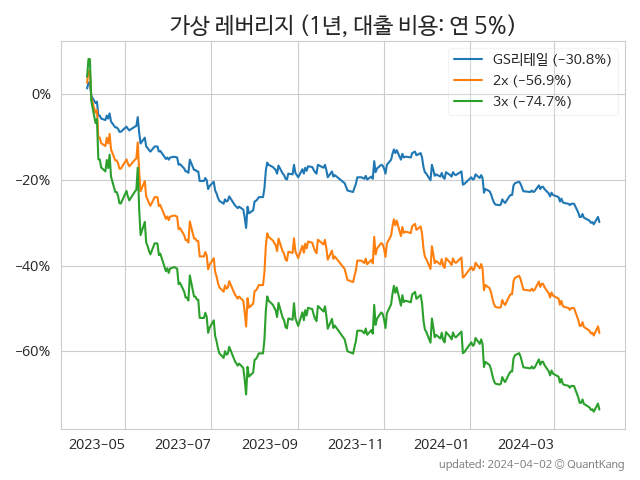 가상 레버리지 (1년, 대출 비용: 연 5%)
GS리테일 (−30.8%)
2x (−56.9%)
3x (−74.7%)
0%
−20%
−40%
−60%
2023−05 2023−07 2023−09 2023−11 2024−01 2024−03
updated: 2024-04-02 © QuantKang